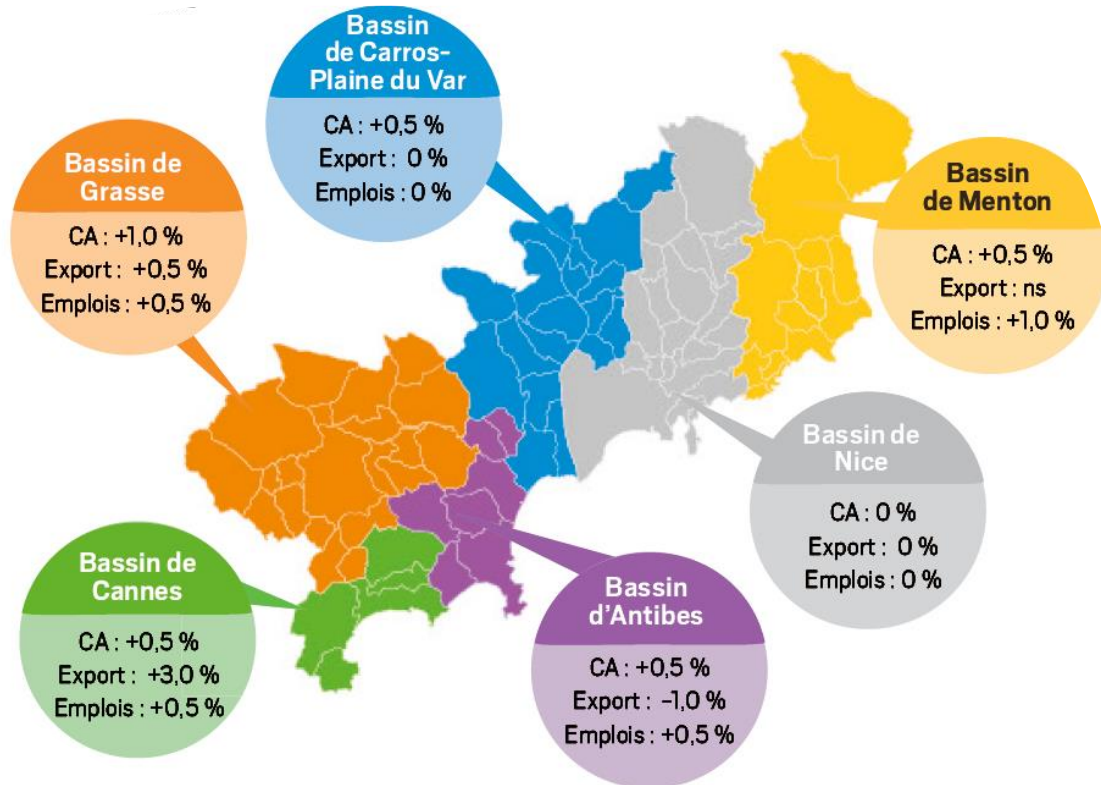 Bassin
de Carros-
Plaine du Var
CA : +0,5 %
Export : 0 %
Emplois : 0 %
Bassin de
Grasse
CA : +1,0 %
Export : +0,5 %
Emplois : +0,5 %
Bassin
de Menton
CA : +0,5 %
Export : ns
Emplois : +1,0 %
Bassin de
Nice
CA : 0 %
Export : 0 %
Emplois : 0 %
Bassin de
Cannes
CA : +0,5 %
Export : +3,0 %
Emplois : +0,5 %
Bassin
d'Antibes
CA : +0,5 %
Export : -1,0 %
Emplois : +0,5 %